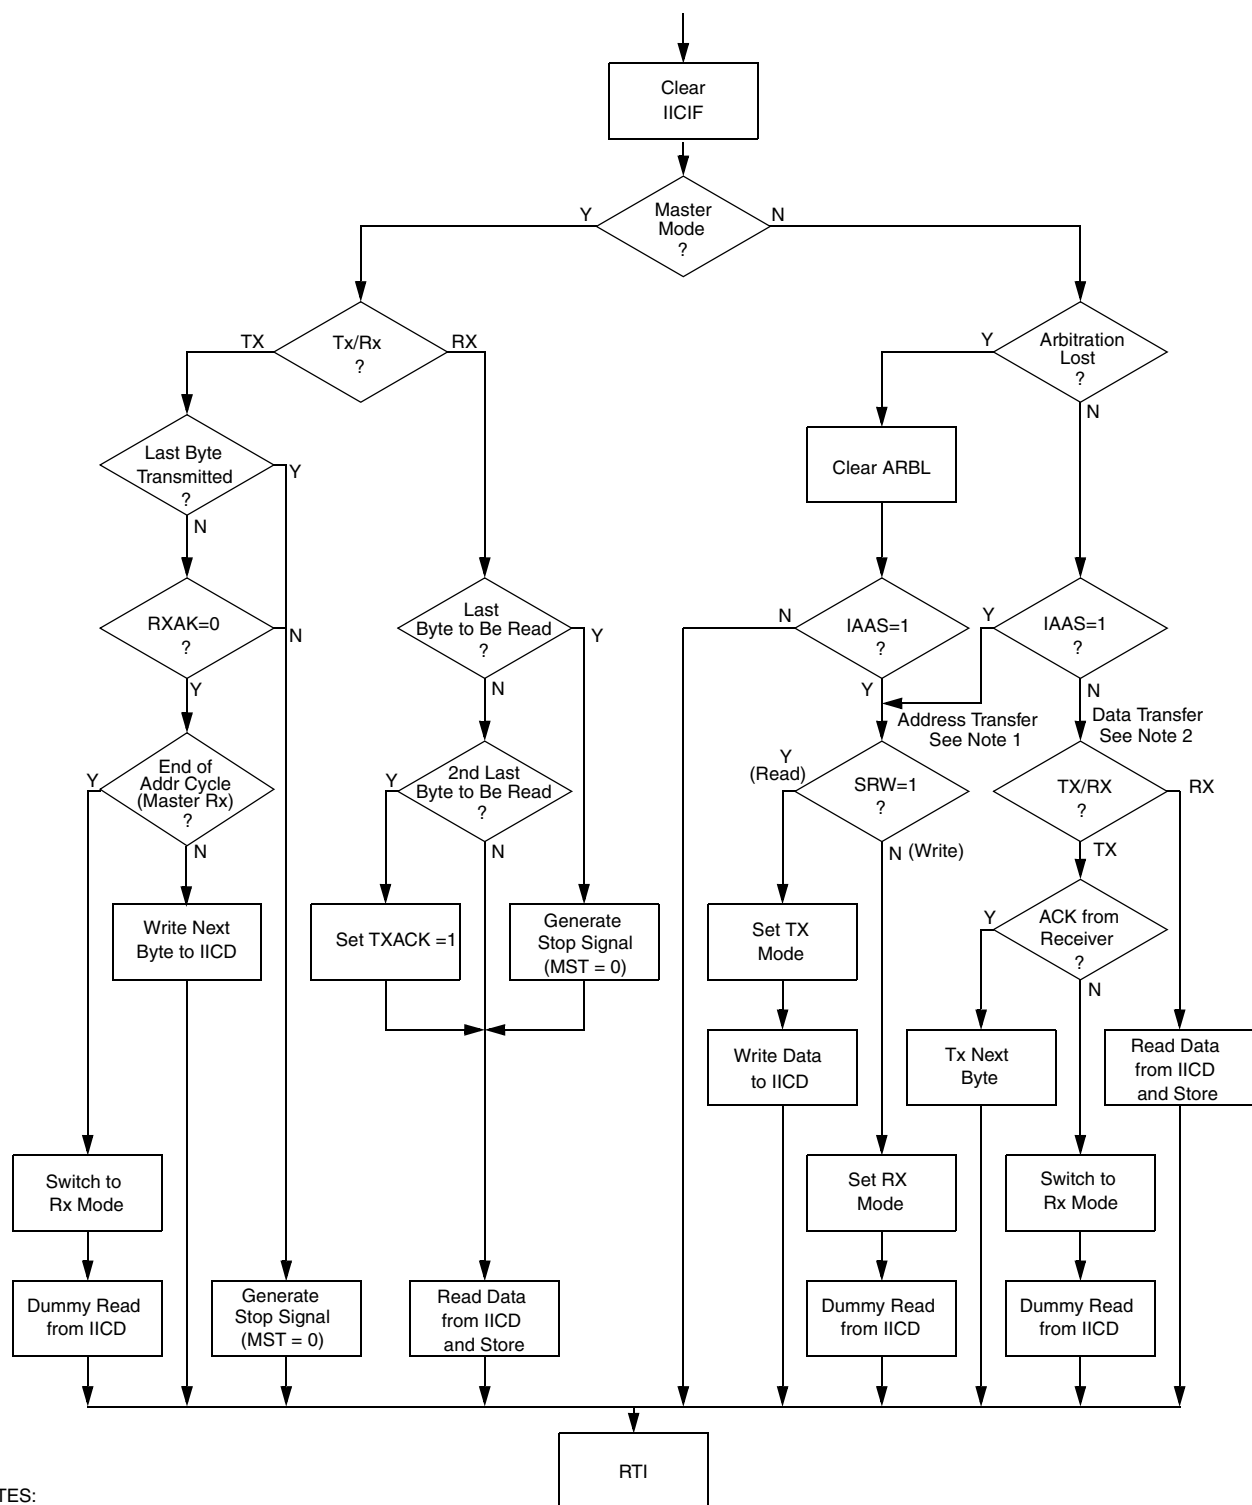 Clear
IICIF
Master
Mode
?
Y
N
Tx/Rx
?
TX
RX
Arbitration
Lost
?
Y
N
Last Byte
Transmitted
?
Y
N
Clear ARBL
RXAK=0
?
N
Y
Last
Byte to Be Read
?
Y
N
IAAS=1
?
N
Y
IAAS=1
?
Y
N
Address Transfer
See Note 1
Data Transfer
See Note 2
End of
Addr Cycle
(Master Rx)
?
Y
N
2nd Last
Byte to Be Read
?
Y
N
Y
(Read)
SRW=1
?
N (Write)
TX/RX
?
RX
TX
Write Next
Byte to IICD
Set TXACK =1
Generate
Stop Signal
(MST = 0)
Set TX
Mode
Y
ACK from
Receiver
?
N
Write Data
to IICD
Tx Next
Byte
Read Data
from IICD
and Store
Switch to
Rx Mode
Set RX
Mode
Switch to
Rx Mode
Dummy Read
from IICD
Generate
Stop Signal
(MST = 0)
Read Data
from IICD
and Store
Dummy Read
from IICD
Dummy Read
from IICD
RTI
TES: